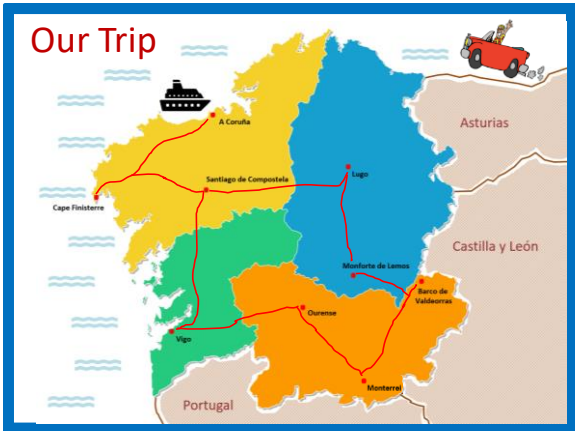 Our Trip
A Coruña
Asturias
Lugo
Santiago de Compostela
Cape Finisterre
Castilla y León
Monforte de Lemos
Barco de
Valdeorras
Ourense
Vigo
Monterrei
Portugal